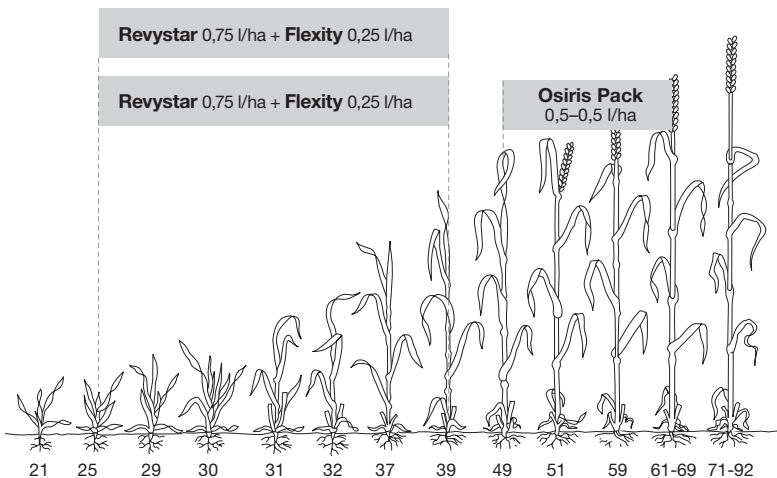 Revystar 0,75 l/ha + Flexity 0,25 l/ha
Revystar 0,75 l/ha + Flexity 0,25 l/ha
Osiris Pack
0,5–0,5 l/ha
21 25 29 30 31 32 37 39 49 51 59 61-69 71-92